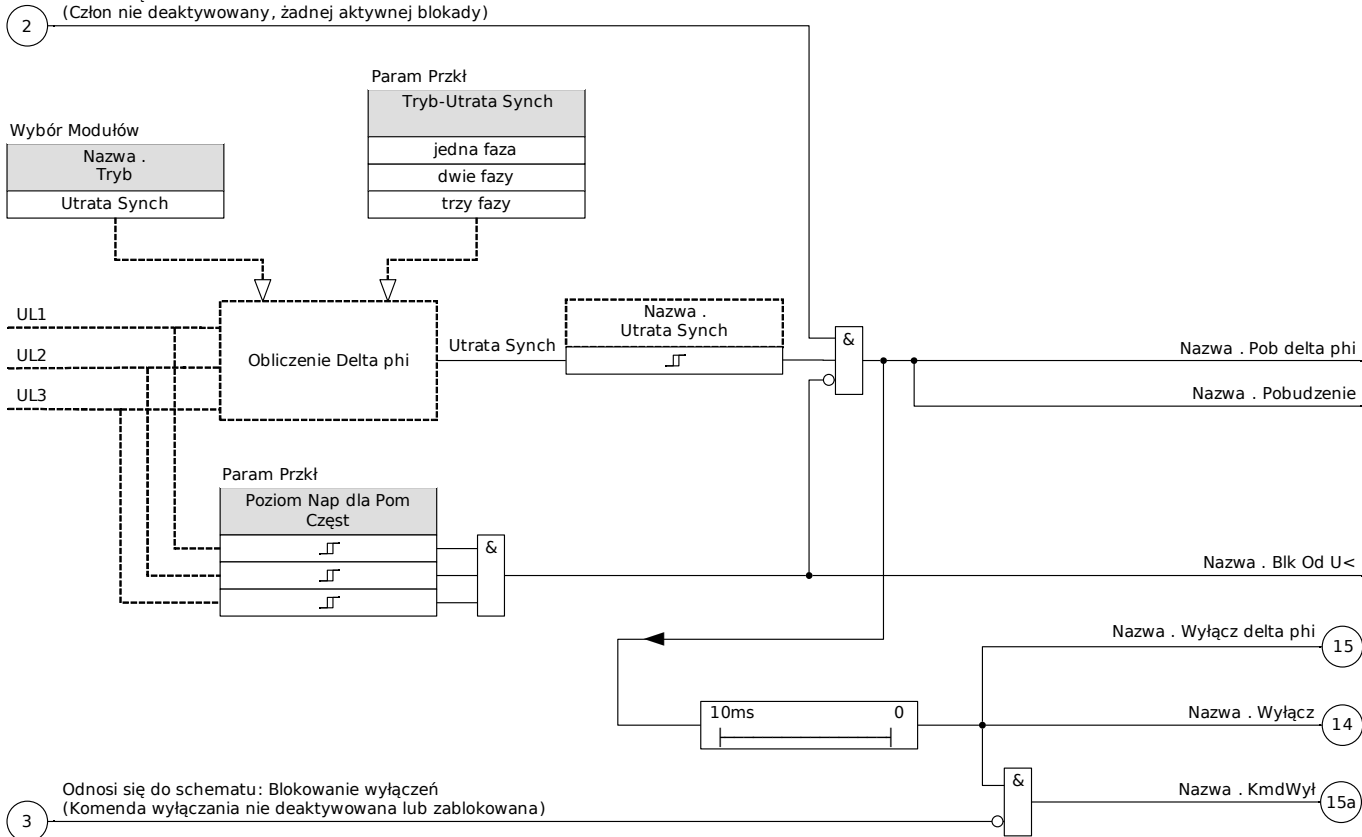 (Człon nie deaktywowany, żadnej aktywnej blokady)
2
Param Przkł
Tryb-Utrata Synch
jedna faza
dwie fazy
trzy fazy
Wybór Modułów
Nazwa .
Tryb
Utrata Synch
UL1
UL2
UL3
Obliczenie Delta phi
Utrata Synch
Nazwa .
Utrata Synch
&
Nazwa . Pob delta phi
Nazwa . Pobudzenie
Param Przkł
Poziom Nap dla Pom
Częst
&
Nazwa . Blk Od U<
Nazwa . Wyłącz delta phi
15
10ms 0
Nazwa . Wyłącz
14
&
Nazwa . KmdWył
15a
Odnosi się do schematu: Blokowanie wyłączeń
(Komenda wyłączania nie deaktywowana lub zablokowana)
3